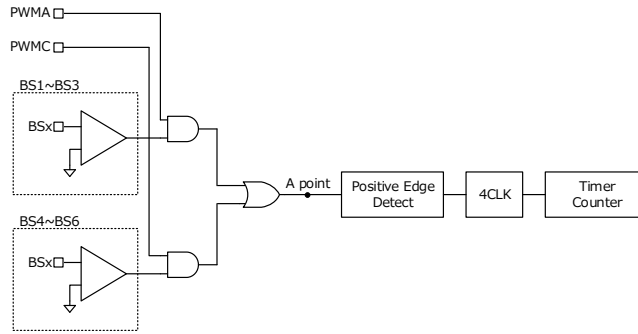 PWMA
PWMC
BS1~BS3
BSx
A point
Positive Edge
Detect
4CLK
Timer
Counter
BS4~BS6
BSx